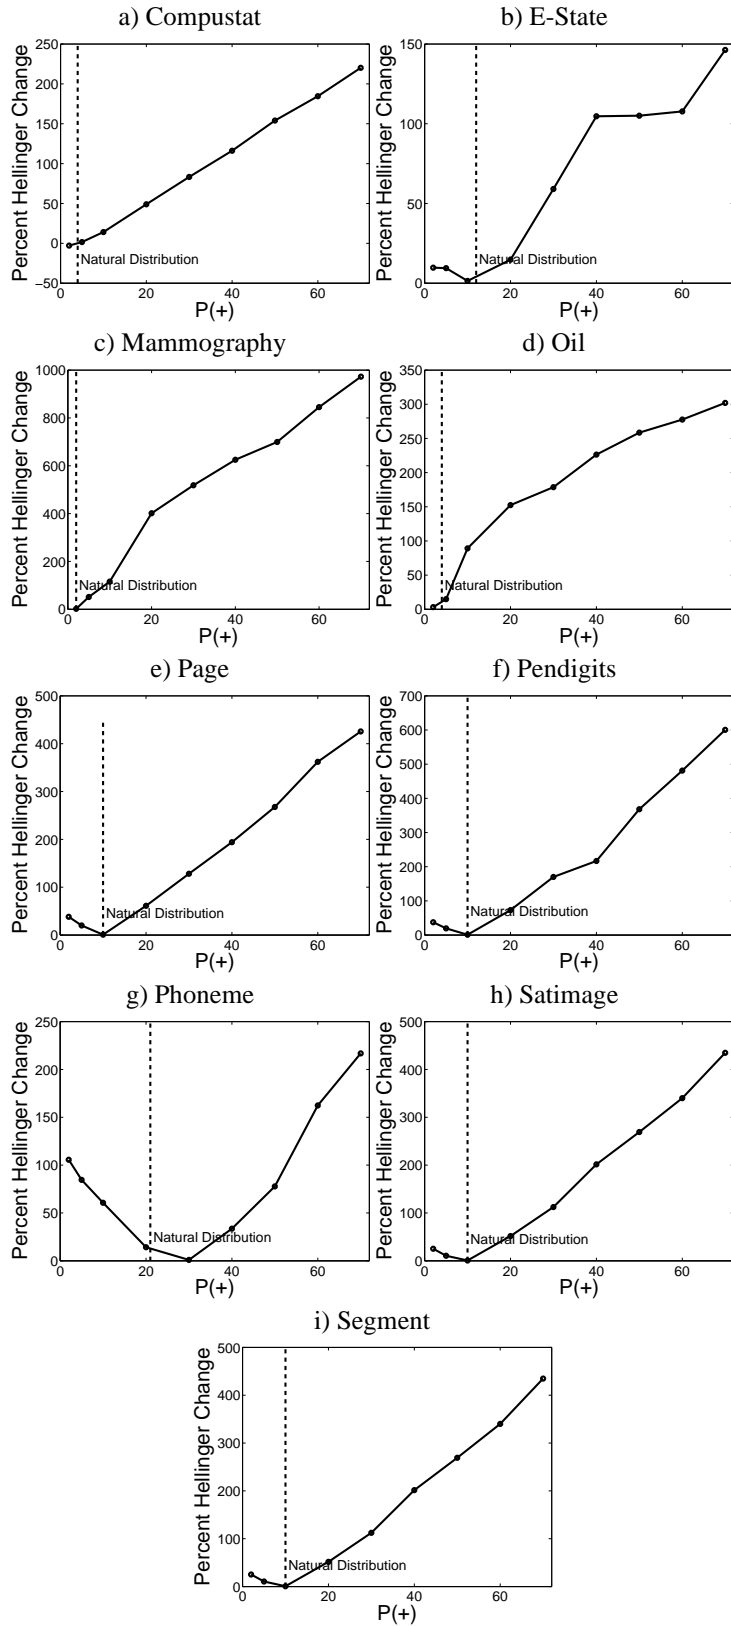 a) Compustat
Percent Hellinger Change
250
200
150
100
50
0
−50
Natural Distribution
0 20 40 60
P(+)
b) E-State
Percent Hellinger Change
150
100
50
0
Natural Distribution
0 20 40 60
P(+)
c) Mammography
Percent Hellinger Change
1000
800
600
400
200
0
Natural Distribution
0 20 40 60
P(+)
d) Oil
Percent Hellinger Change
350
300
250
200
150
100
50
0
Natural Distribution
0 20 40 60
P(+)
e) Page
Percent Hellinger Change
500
400
300
200
100
0
Natural Distribution
0 20 40 60
P(+)
f) Pendigits
Percent Hellinger Change
700
600
500
400
300
200
100
0
Natural Distribution
0 20 40 60
P(+)
g) Phoneme
Percent Hellinger Change
250
200
150
100
50
0
Natural Distribution
0 20 40 60
P(+)
h) Satimage
Percent Hellinger Change
500
400
300
200
100
0
Natural Distribution
0 20 40 60
P(+)
i) Segment
Percent Hellinger Change
500
400
300
200
100
0
Natural Distribution
0 20 40 60
P(+)